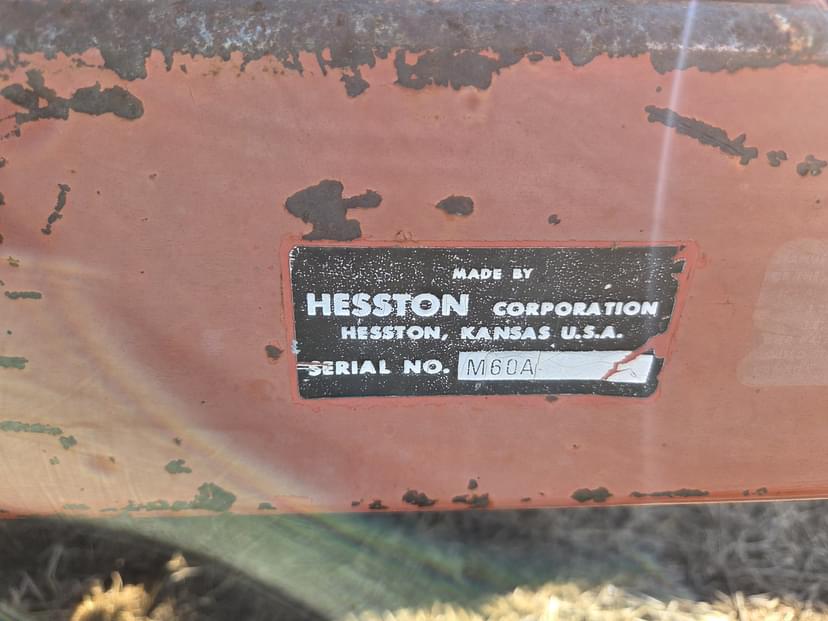 MADE BY
HESSTON CORPORATION
HESSTON, KANSAS U.S.A.
SERIAL NO. M60A